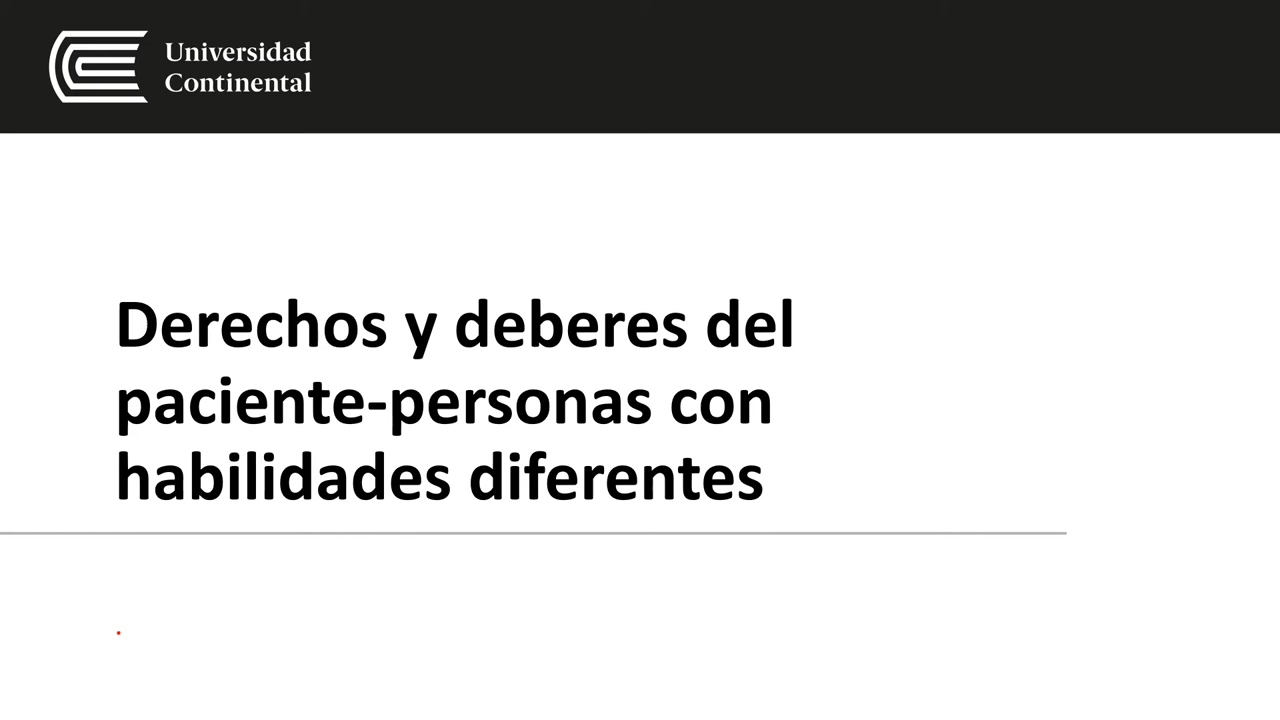 Universidad
Continental
Derechos y deberes del
paciente-personas con
habilidades diferentes
.